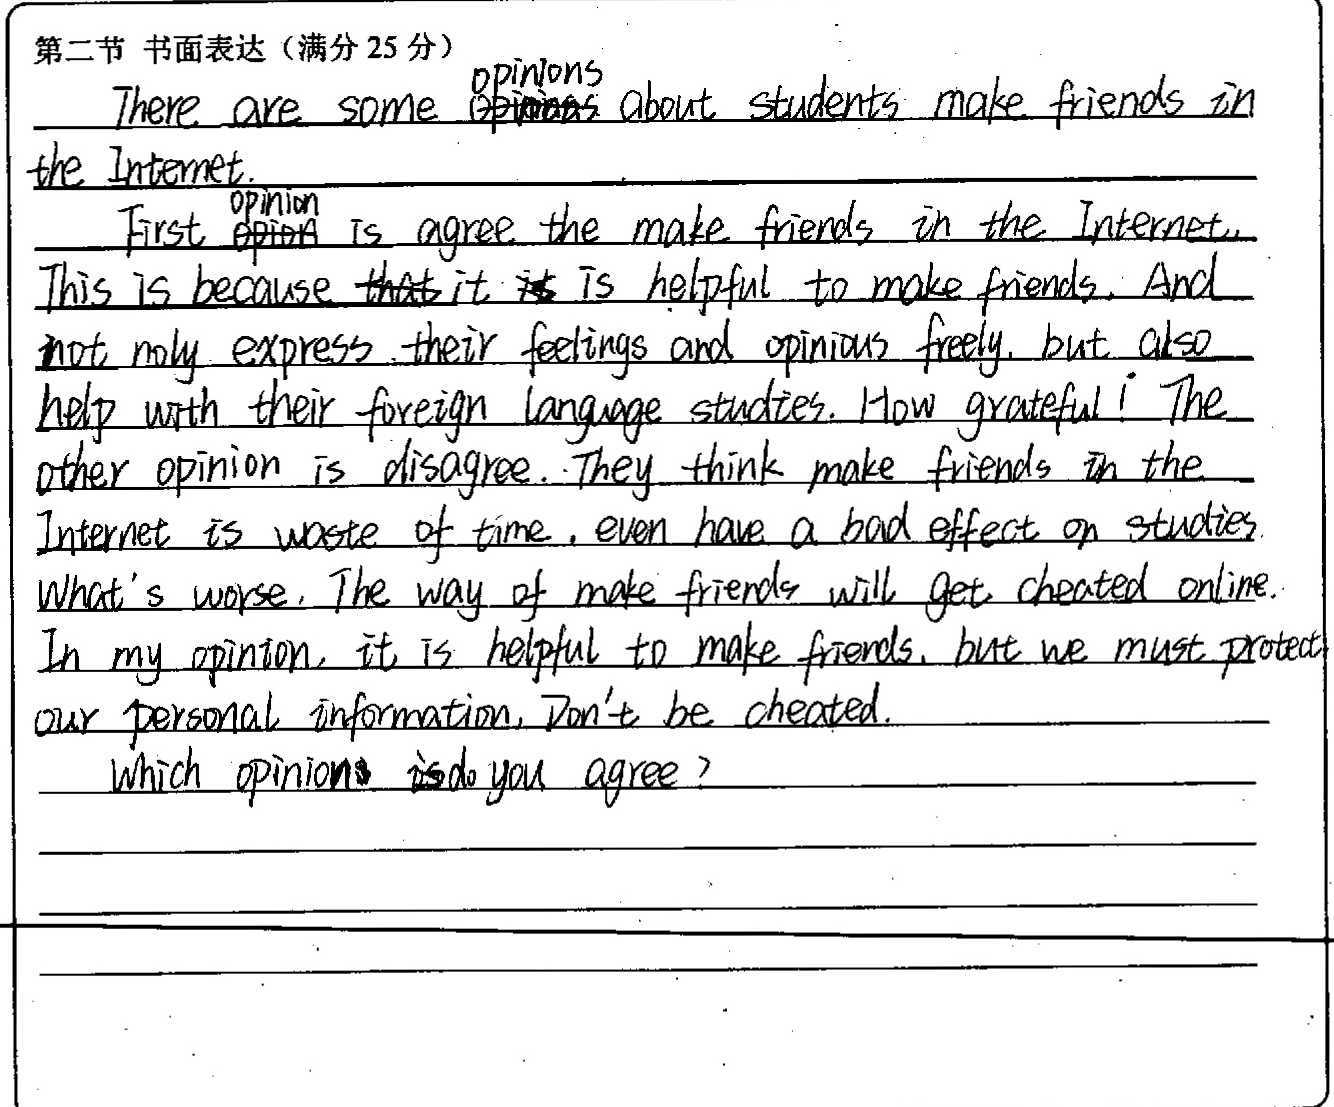 第二节 书面表达（满分 25 分）
There are some opinions about students make friends in
the Internet.
First opinion is agree the make friends in the Internet.
This is because it is helpful to make friends. And
not noly express their feelings and opinious freely, but also
help with their foreign language studies. How grateful! The
other opinion is disagree. They think make friends in the
Internet is waste of time, even have a bad effect on studies.
What's worse, The way of make friends will get cheated online.
In my opinion, it is helpful to make friends, but we must protect
our personal information, Don't be cheated.
Which opinions do you agree?